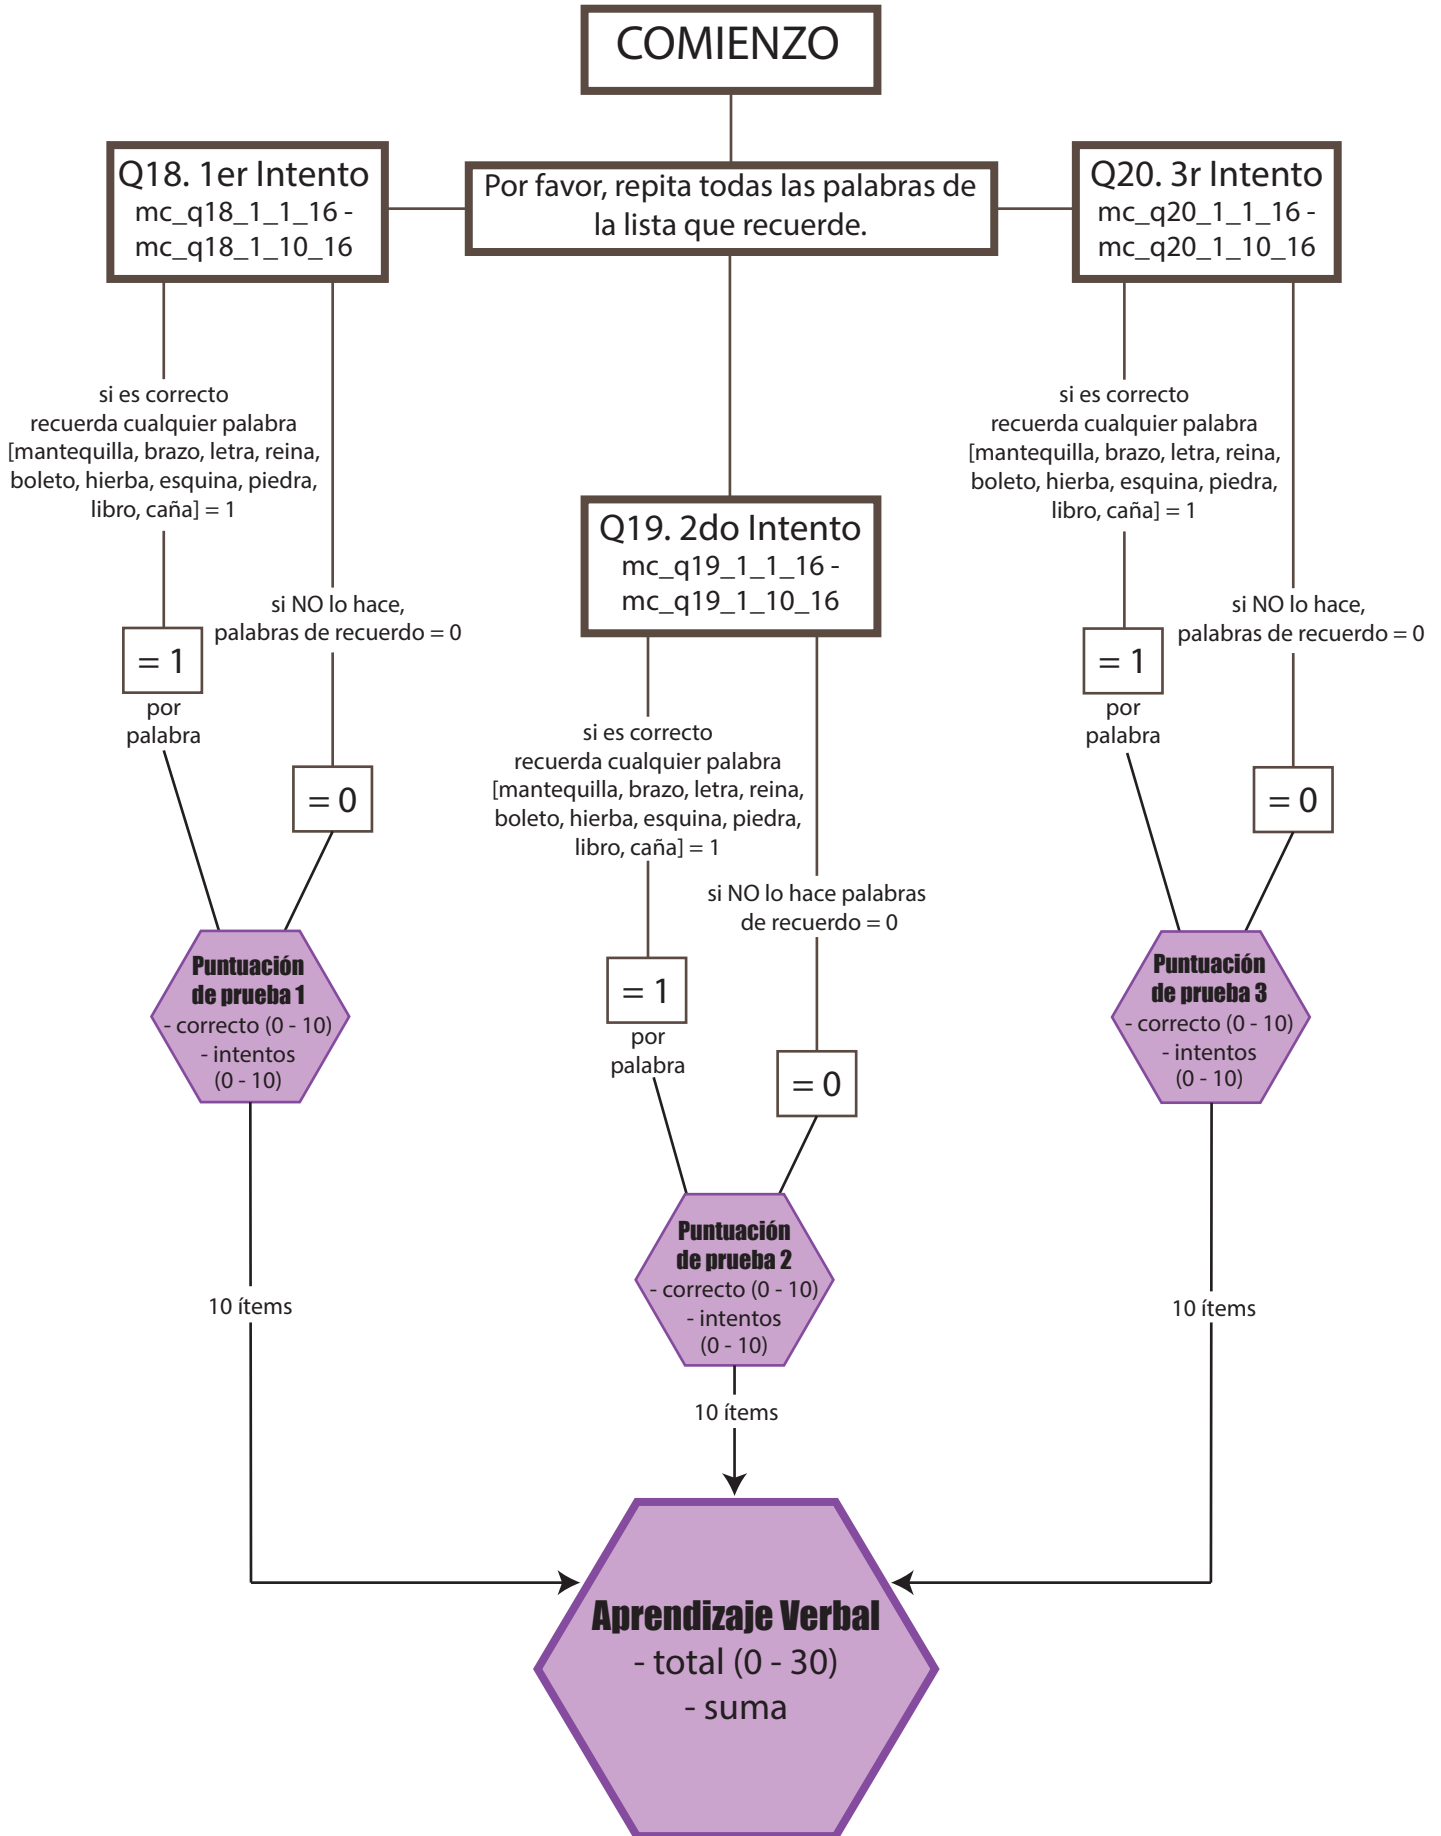 COMIENZO
Por favor, repita todas las palabras de
la lista que recuerde.
Q18. 1er Intento
mc_q18_1_1_16 -
mc_q18_1_10_16
si es correcto
recuerda cualquier palabra
[mantequilla, brazo, letra, reina,
boleto, hierba, esquina, piedra,
libro, caña] = 1
si NO lo hace,
palabras de recuerdo = 0
= 1
por
palabra
= 0
Puntuación
de prueba 1
- correcto (0 - 10)
- intentos
(0 - 10)
10 ítems
Q19. 2do Intento
mc_q19_1_1_16 -
mc_q19_1_10_16
si es correcto
recuerda cualquier palabra
[mantequilla, brazo, letra, reina,
boleto, hierba, esquina, piedra,
libro, caña] = 1
si NO lo hace palabras
de recuerdo = 0
= 1
por
palabra
= 0
Puntuación
de prueba 2
- correcto (0 - 10)
- intentos
(0 - 10)
10 ítems
Q20. 3r Intento
mc_q20_1_1_16 -
mc_q20_1_10_16
si es correcto
recuerda cualquier palabra
[mantequilla, brazo, letra, reina,
boleto, hierba, esquina, piedra,
libro, caña] = 1
si NO lo hace,
palabras de recuerdo = 0
= 1
por
palabra
= 0
Puntuación
de prueba 3
- correcto (0 - 10)
- intentos
(0 - 10)
10 ítems
Aprendizaje Verbal
- total (0 - 30)
- suma